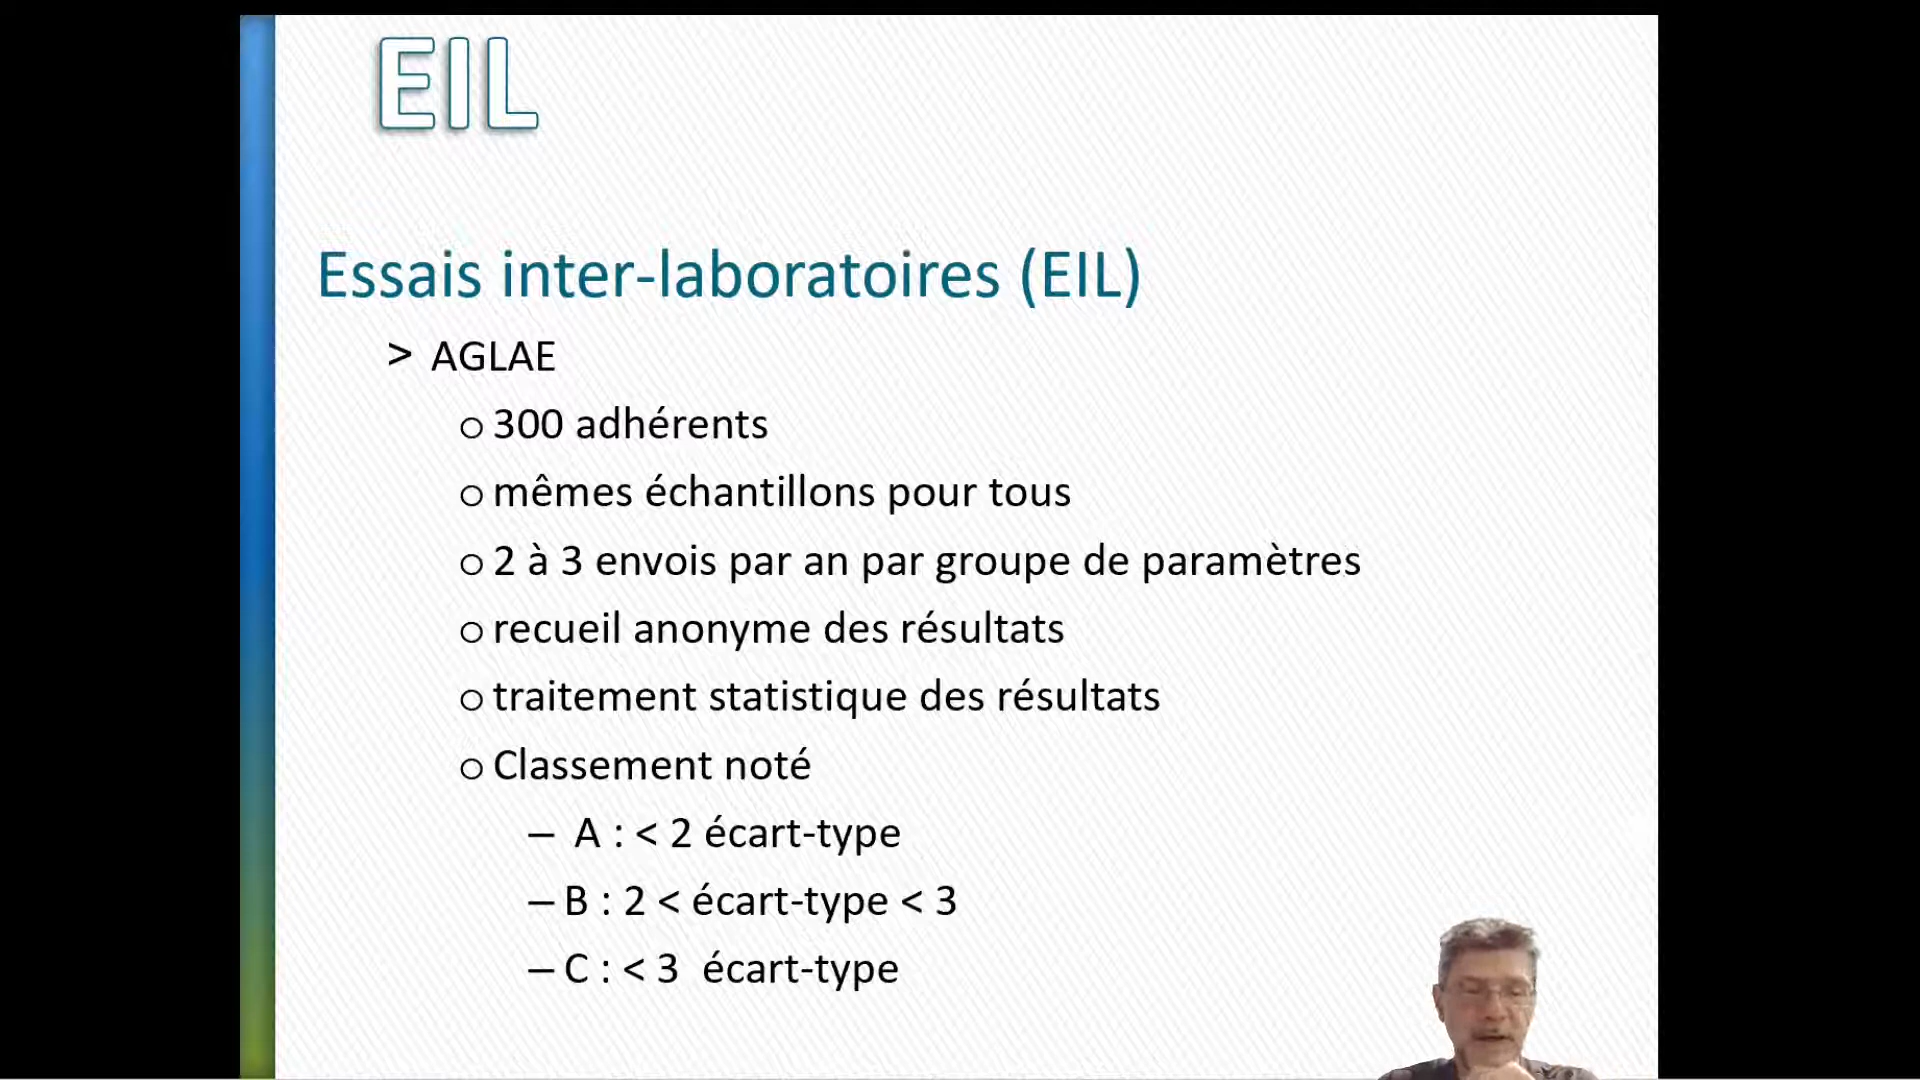 EIL
Essais inter-laboratoires (EIL)
> AGLAE
o 300 adhérents
o mêmes échantillons pour tous
o 2 à 3 envois par an par groupe de paramètres
o recueil anonyme des résultats
o traitement statistique des résultats
o Classement noté
– A : < 2 écart-type
– B : 2 < écart-type < 3
– C : < 3 écart-type